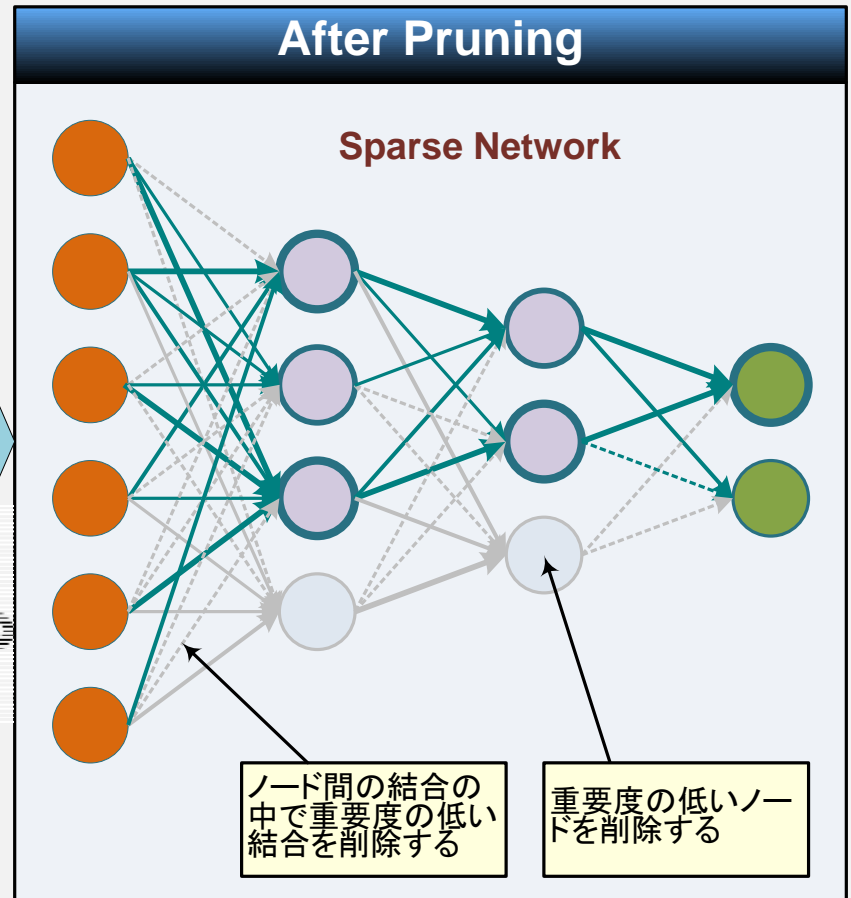 After Pruning
Sparse Network
ノード間の結合の
中で重要度の低い
結合を削除する
重要度の低いノー
ドを削除する